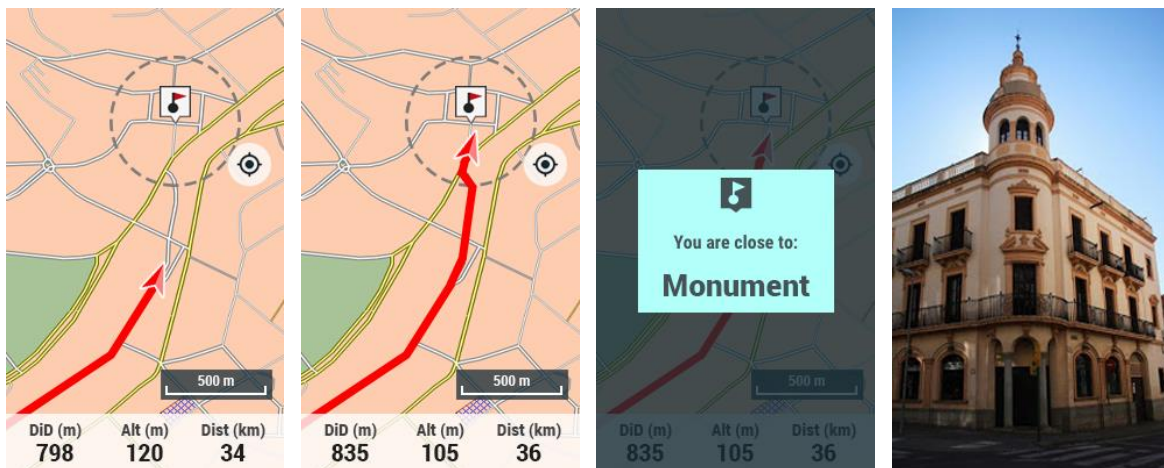 500 m
DiD (m) Alt (m) Dist (km)
798 120 34
500 m
DiD (m) Alt (m) Dist (km)
835 105 36
You are close to:
Monument
500 m
DiD (m) Alt (m) Dist (km)
835 105 36